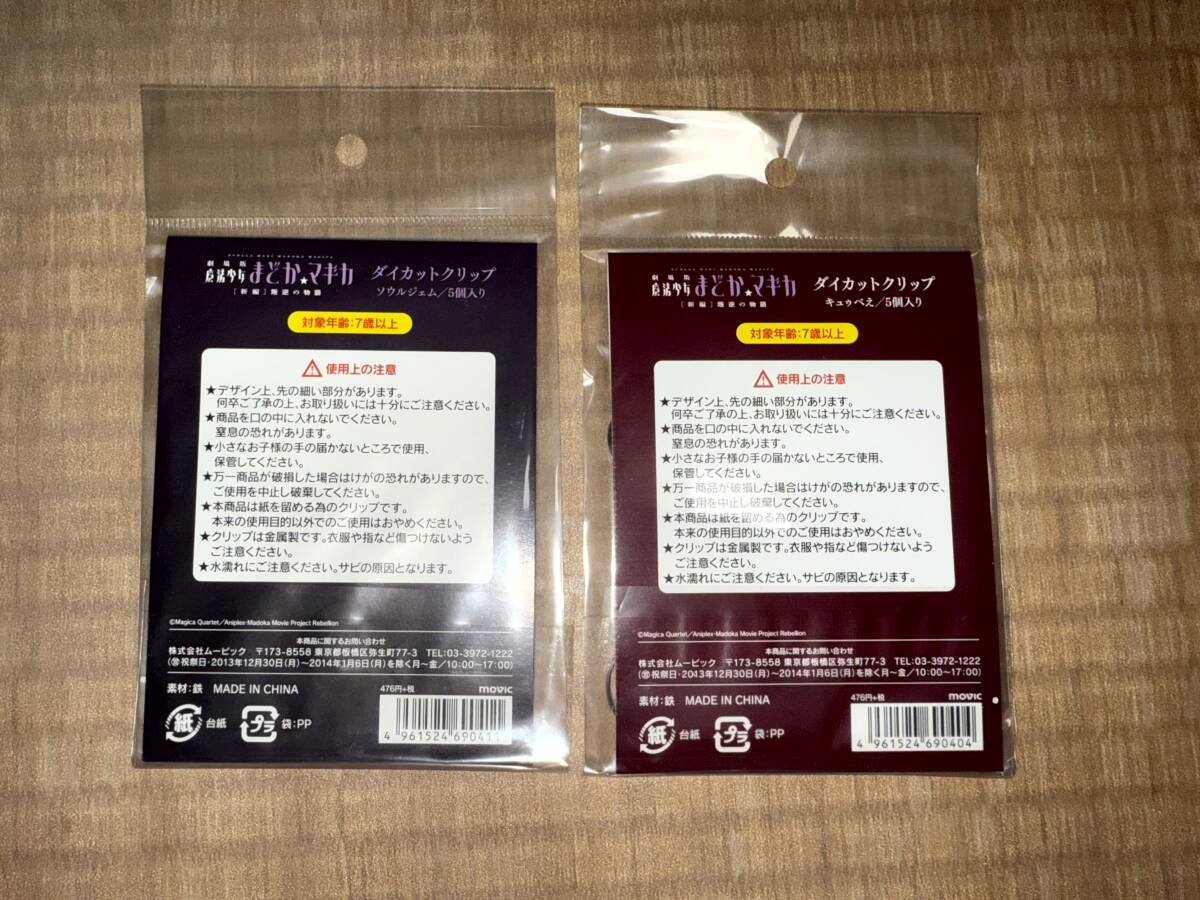 劇場版
魔法少女まどか★マギカ
[新編]叛逆の物語
ダイカットクリップ
ソウルジェム/5個入り
対象年齢:7歳以上
使用上の注意
★デザイン上、先の細い部分があります。
何卒ご了承の上、お取り扱いには十分にご注意ください。
★商品を口の中に入れないでください。
窒息の恐れがあります。
★小さなお子様の手の届かないところで使用、
保管してください。
★万一商品が破損した場合はけがの恐れがありますので、
ご使用を中止し破棄してください。
★本商品は紙を留める為のクリップです。
本来の使用目的以外でのご使用はおやめください。
★クリップは金属製です。衣服や指など傷つけないよう
ご注意ください。
★水濡れにご注意ください。サビの原因となります。
©Magica Quartet/Aniplex・Madoka Movie Project Rebellion
本商品に関するお問い合わせ
株式会社ムービック 〒173-8558 東京都板橋区弥生町77-3 TEL:03-3972-1222
(祝祭日・2013年12月30日(月)~2014年1月6日(月)を除く月~金/10:00~17:00)
素材:鉄 MADE IN CHINA
476円+税
movic
紙 台紙
プラ 袋:PP
4 961524 690411
劇場版
魔法少女まどか★マギカ
[新編]叛逆の物語
ダイカットクリップ
キュゥべえ/5個入り
対象年齢:7歳以上
使用上の注意
★デザイン上、先の細い部分があります。
何卒ご了承の上、お取り扱いには十分にご注意ください。
★商品を口の中に入れないでください。
窒息の恐れがあります。
★小さなお子様の手の届かないところで使用、
保管してください。
★万一商品が破損した場合はけがの恐れがありますので、
ご使用を中止し破棄してください。
★本商品は紙を留める為のクリップです。
本来の使用目的以外でのご使用はおやめください。
★クリップは金属製です。衣服や指など傷つけないよう
ご注意ください。
★水濡れにご注意ください。サビの原因となります。
©Magica Quartet/Aniplex・Madoka Movie Project Rebellion
本商品に関するお問い合わせ
株式会社ムービック 〒173-8558 東京都板橋区弥生町77-3 TEL:03-3972-1222
(祝祭日・2013年12月30日(月)~2014年1月6日(月)を除く月~金/10:00~17:00)
素材:鉄 MADE IN CHINA
476円+税
movic
紙 台紙
プラ 袋:PP
4 961524 690404